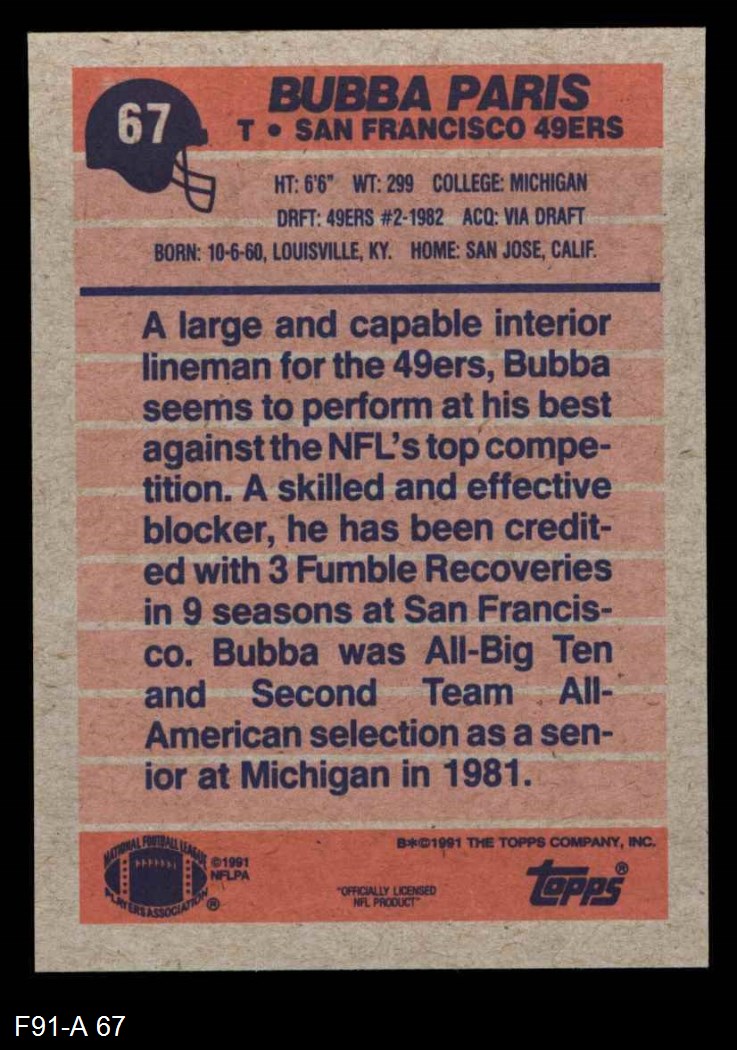 67
BUBBA PARIS
T • SAN FRANCISCO 49ERS
HT: 6'6" WT: 299 COLLEGE: MICHIGAN
DRFT: 49ERS #2-1982 ACQ: VIA DRAFT
BORN: 10-6-60, LOUISVILLE, KY. HOME: SAN JOSE, CALIF.
A large and capable interior
lineman for the 49ers, Bubba
seems to perform at his best
against the NFL's top compe-
tition. A skilled and effective
blocker, he has been credit-
ed with 3 Fumble Recoveries
in 9 seasons at San Francis-
co. Bubba was All-Big Ten
and Second Team All-
American selection as a sen-
ior at Michigan in 1981.
NATIONAL FOOTBALL LEAGUE
PLAYERS ASSOCIATION ®
©1991
NFLPA
"OFFICIALLY LICENSED
NFL PRODUCT"
B*©1991 THE TOPPS COMPANY, INC.
topps®
F91-A 67